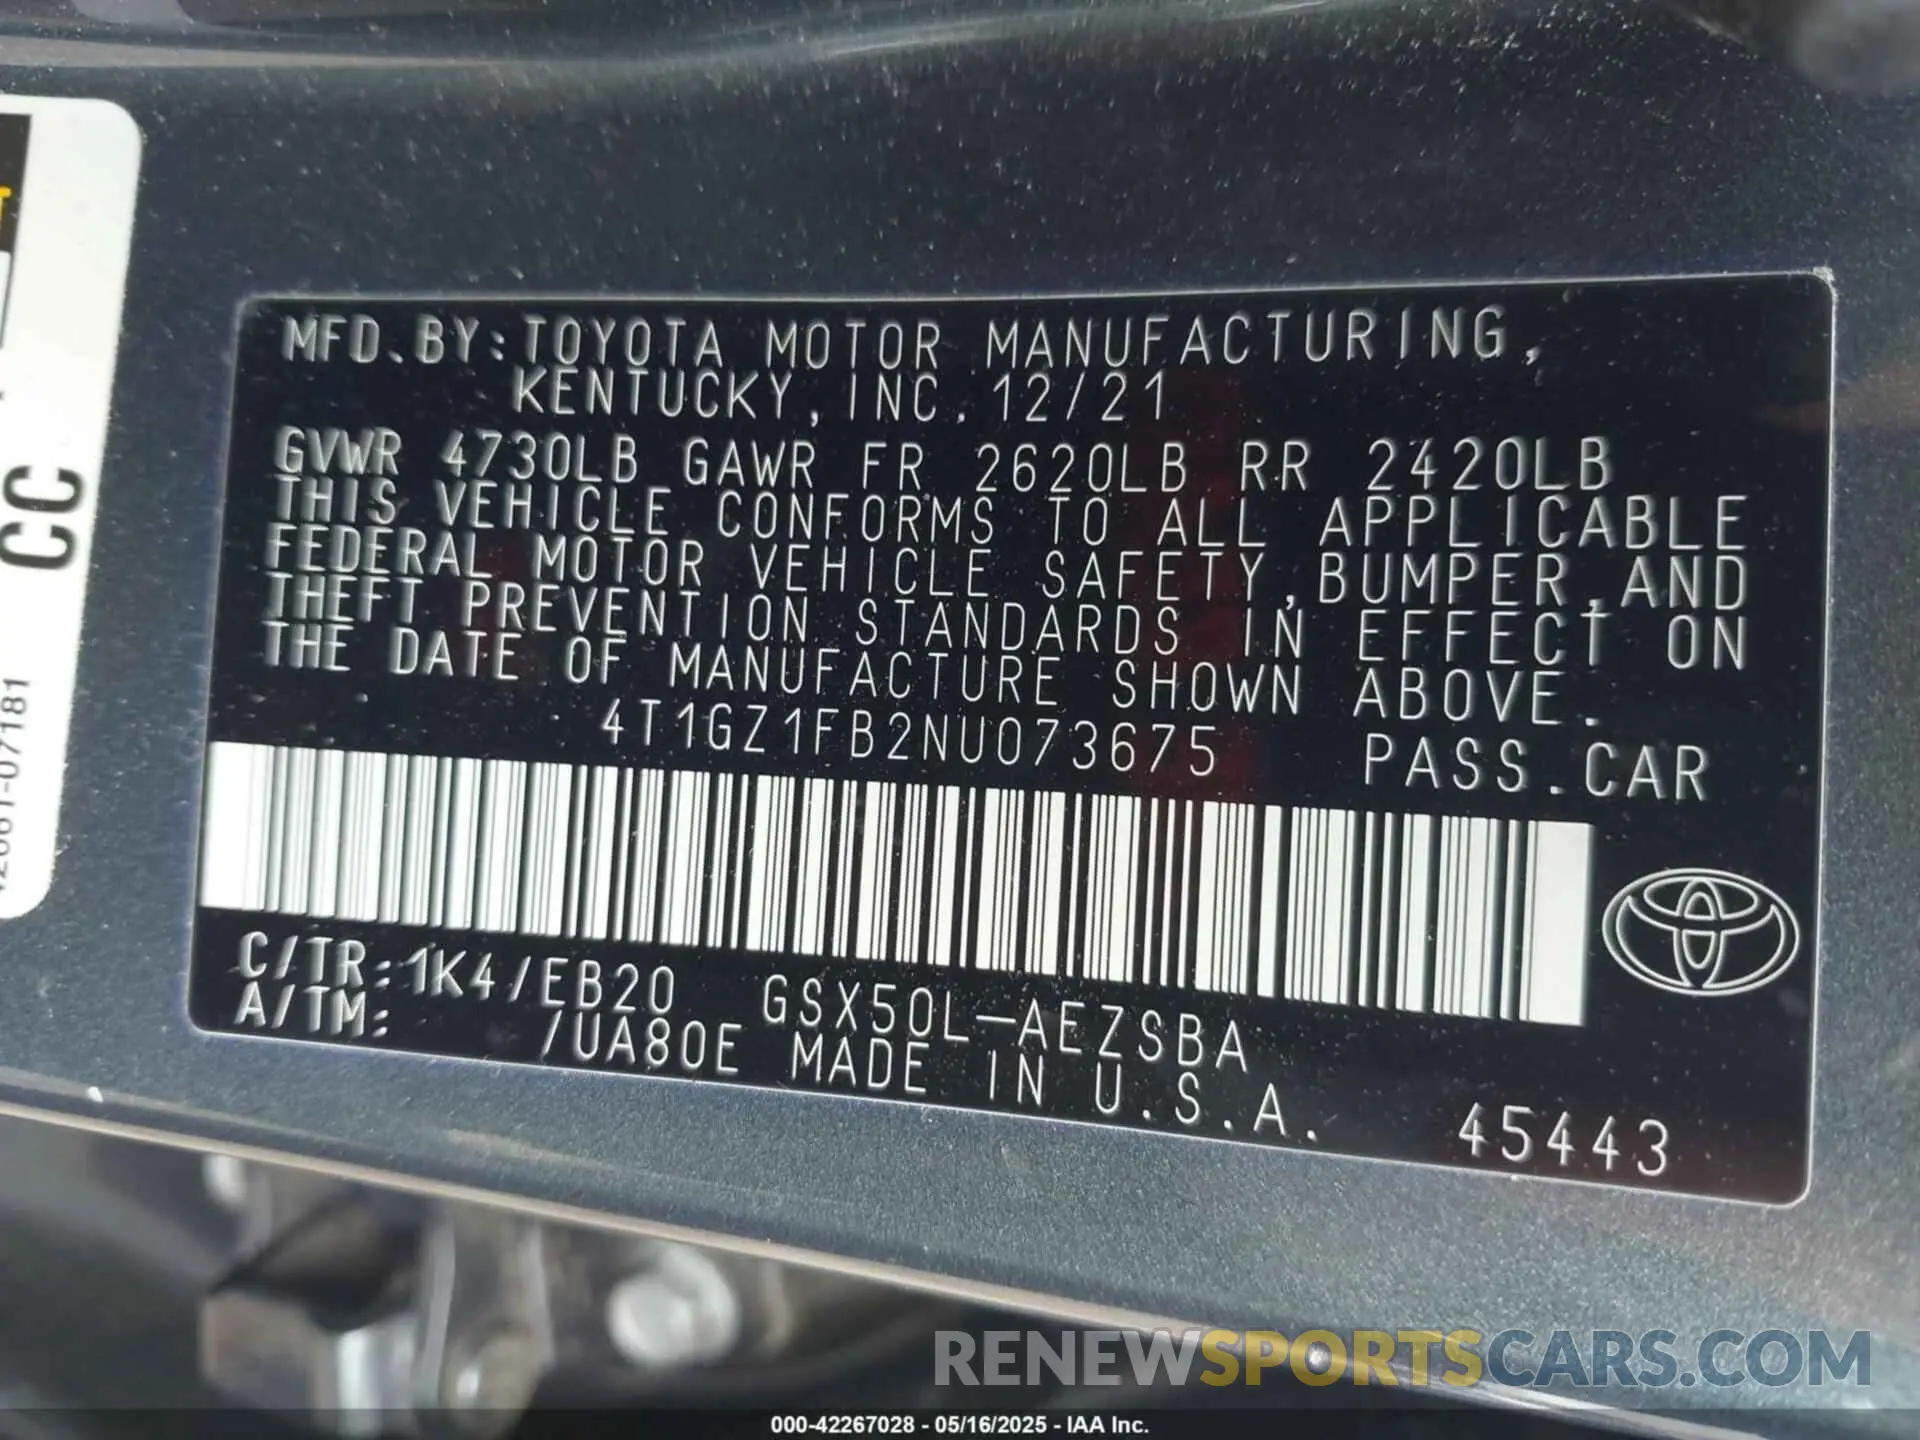 MFD. BY: TOYOTA MOTOR MANUFACTURING,
KENTUCKY, INC. 12/21
GVWR 4730LB GAWR FR 2620LB RR 2420LB
THIS VEHICLE CONFORMS TO ALL APPLICABLE
FEDERAL MOTOR VEHICLE SAFETY, BUMPER, AND
THEFT PREVENTION STANDARDS IN EFFECT ON
THE DATE OF MANUFACTURE SHOWN ABOVE.
4T1GZ1FB2NU073675 PASS. CAR
C/TR: 1K4/EB20 GSX50L-AEZSBA
A/TM: /UA80E MADE IN U.S.A. 45443
CC
RENEWSPORTSCARS.COM
000-42267028 - 05/16/2025 - IAA Inc.